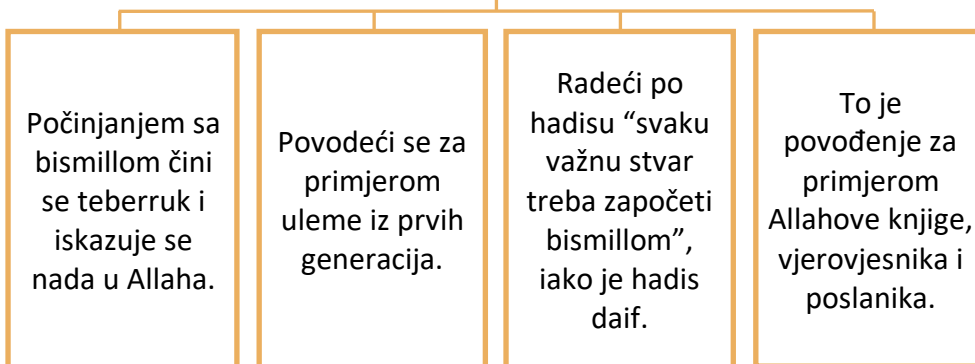 Počinjanjem sa
bismillom čini
se teberruk i
iskazuje se
nada u Allaha.
Povodeći se za
primjerom
uleme iz prvih
generacija.
Radeći po
hadisu “svaku
važnu stvar
treba započeti
bismillom”,
iako je hadis
daif.
To je
povođenje za
primjerom
Allahove knjige,
vjerovjesnika i
poslanika.